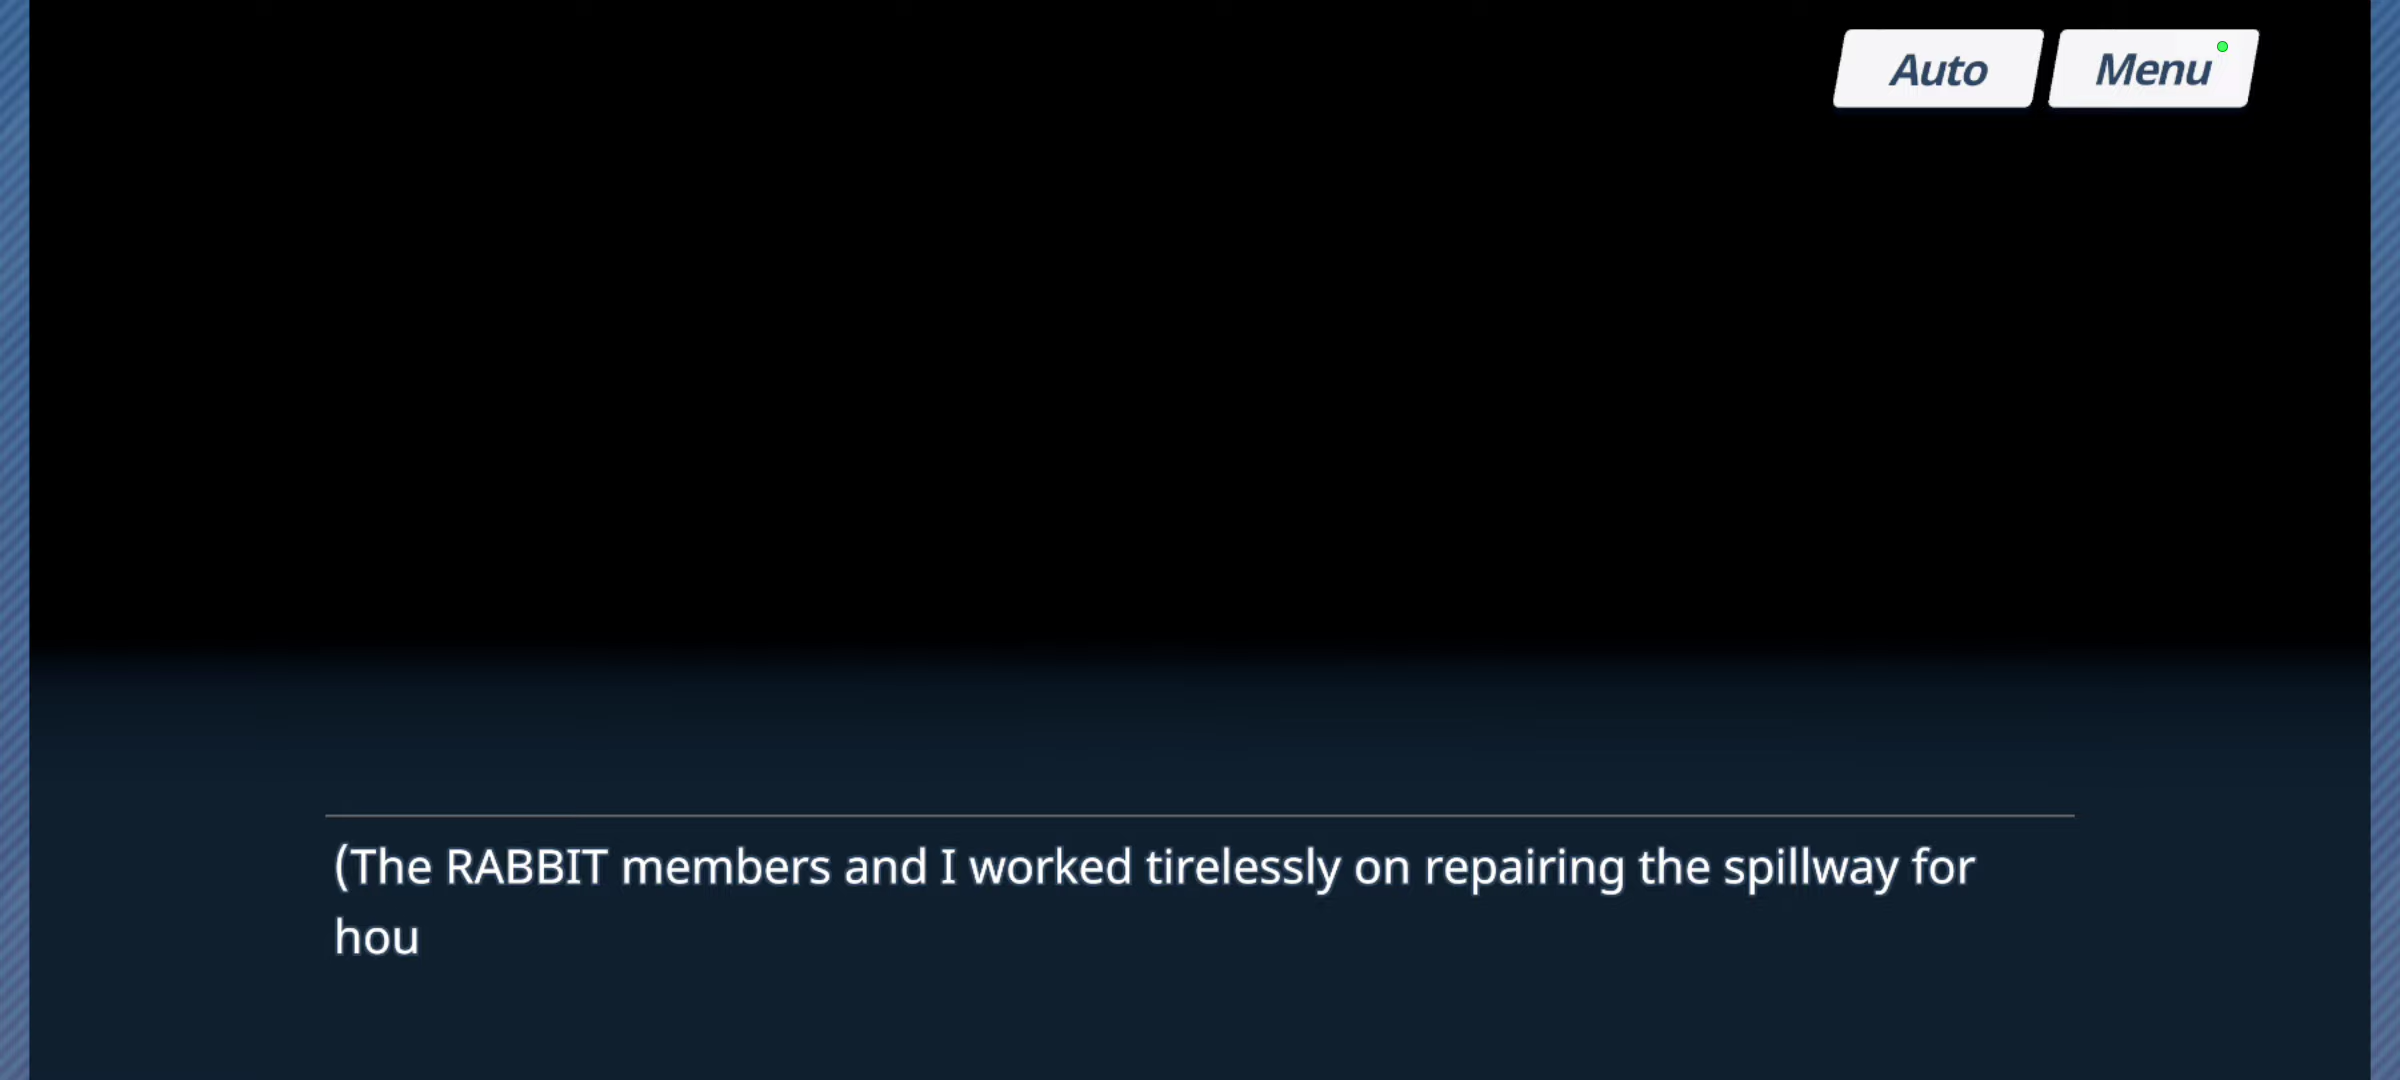 Auto Menu
(The RABBIT members and I worked tirelessly on repairing the spillway for
hou